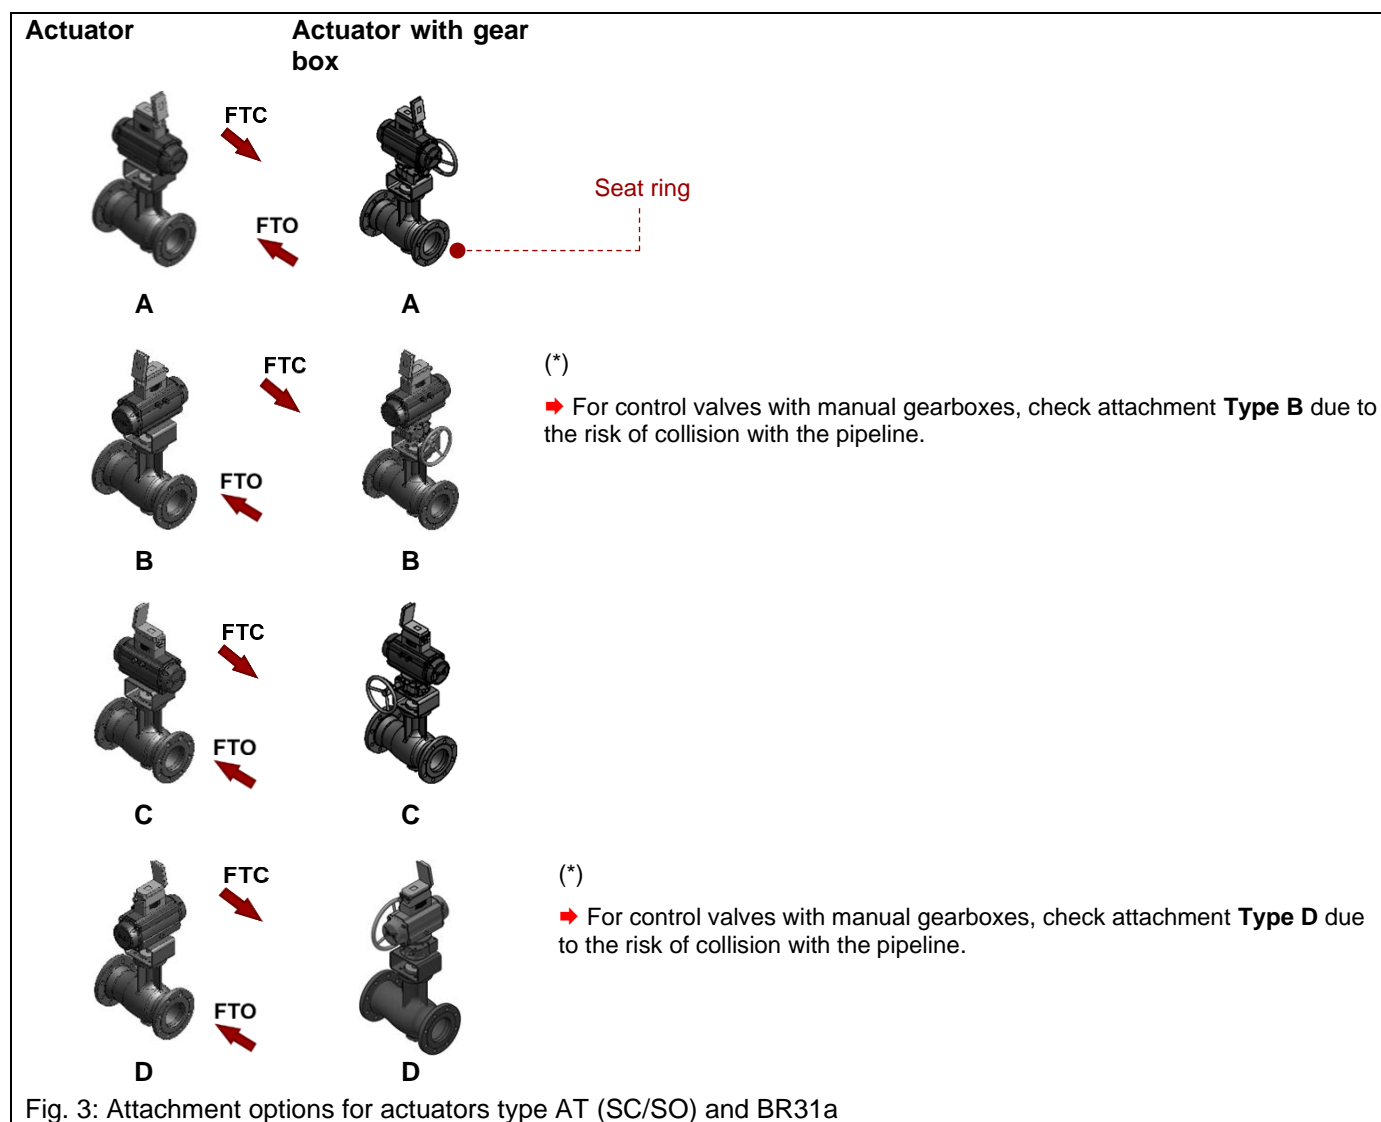 Actuator
Actuator with gear
box
FTC
FTO
Seat ring
A
A
FTC
FTO
(*)
➡ For control valves with manual gearboxes, check attachment Type B due to
the risk of collision with the pipeline.
B
B
FTC
FTO
C
C
FTC
FTO
(*)
➡ For control valves with manual gearboxes, check attachment Type D due
to the risk of collision with the pipeline.
D
D
Fig. 3: Attachment options for actuators type AT (SC/SO) and BR31a